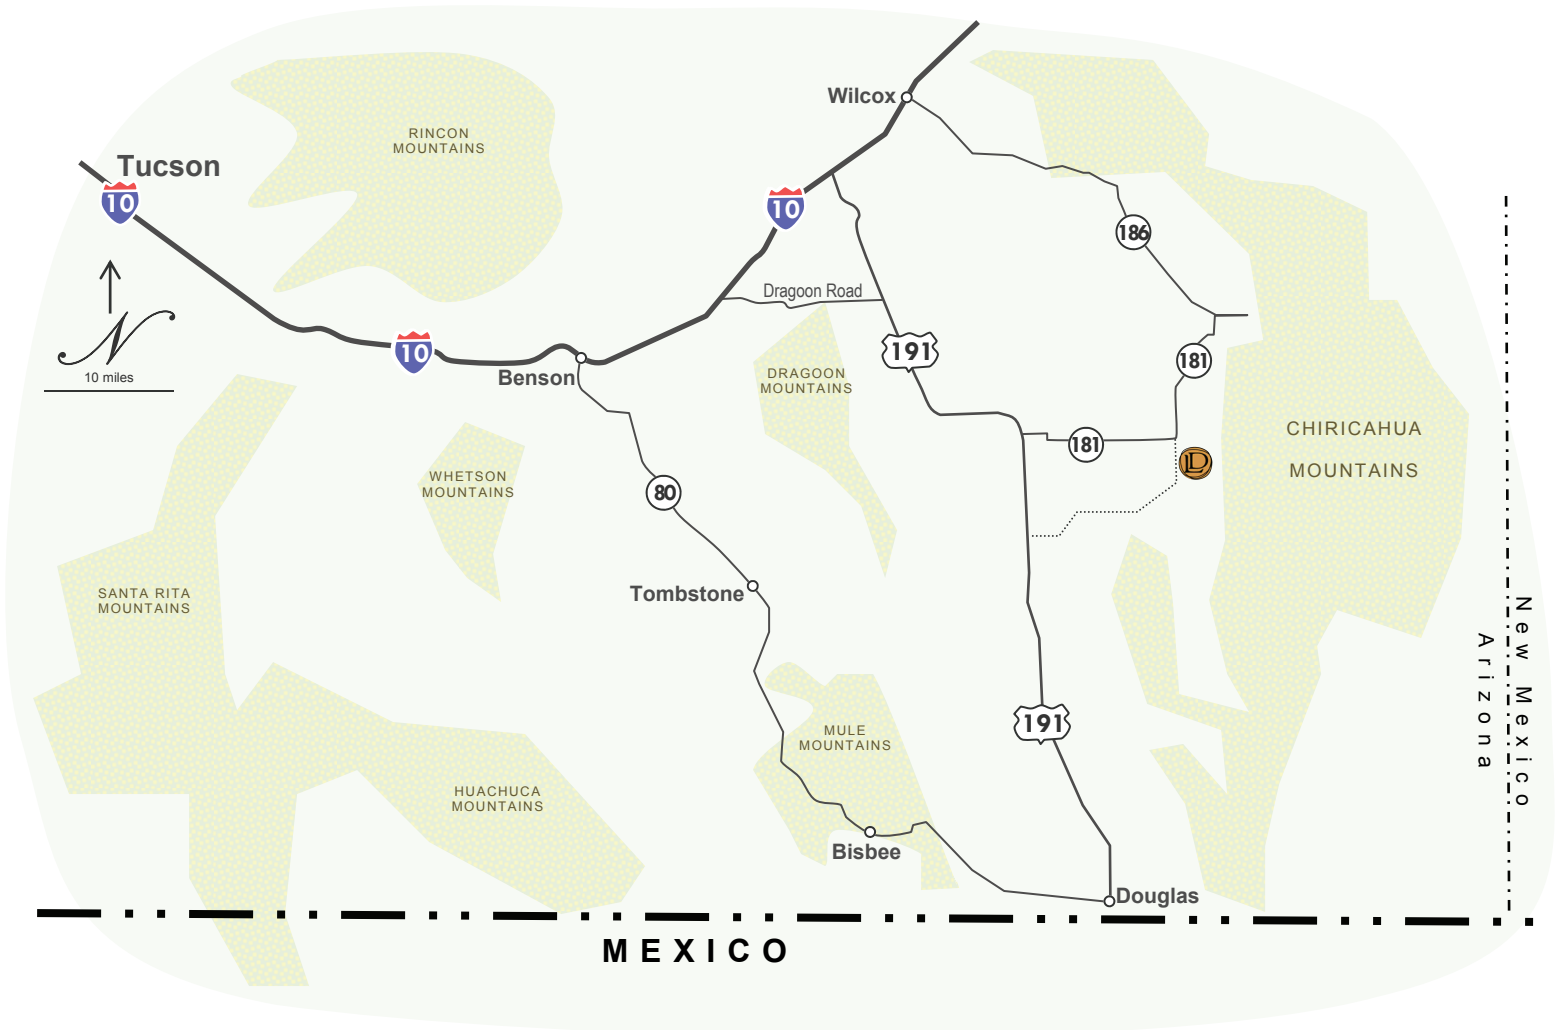 Wilcox
RINCON
MOUNTAINS
Tucson
10
10
186
N
10 miles
Dragoon Road
10
191
181
Benson
DRAGOON
MOUNTAINS
CHIRICAHUA
MOUNTAINS
181
D
WHETSON
MOUNTAINS
80
Tombstone
SANTA RITA
MOUNTAINS
New Mexico
Arizona
191
MULE
MOUNTAINS
HUACHUCA
MOUNTAINS
Bisbee
Douglas
MEXICO